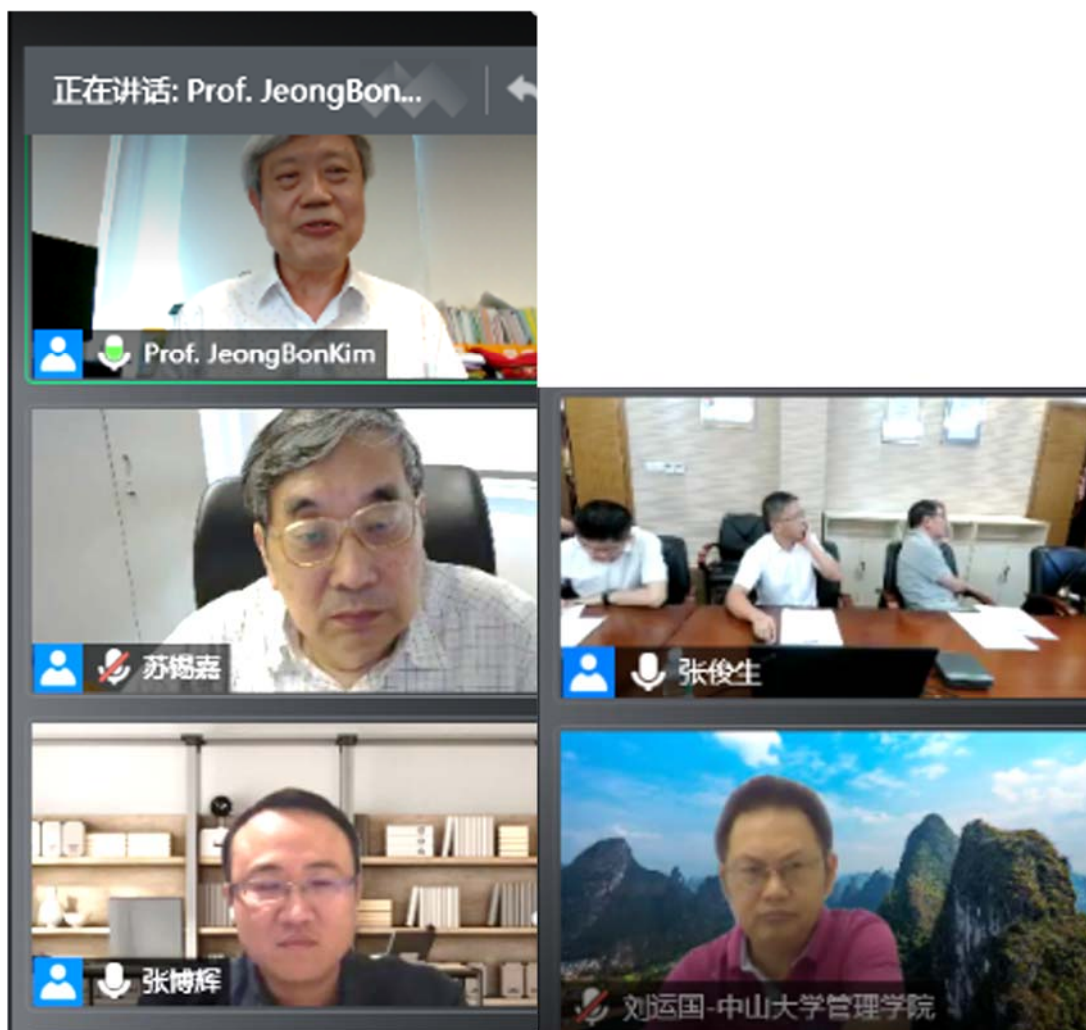 正在讲话: Prof. JeongBon...
Prof. JeongBonKim
苏锡嘉
张俊生
张博辉
刘运国-中山大学管理学院